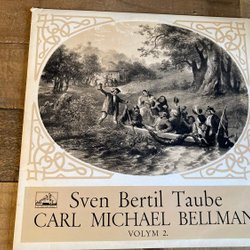 Sven Bertil Taube
CARL MICHAEL BELLMAN
VOLYM 2.